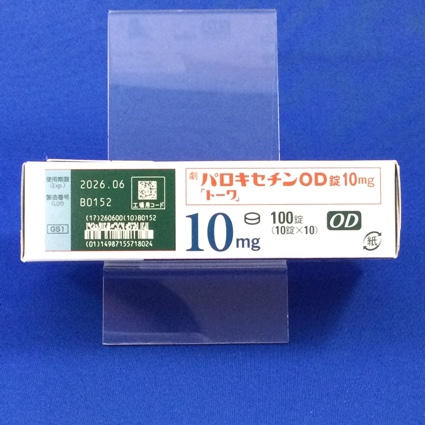 使用期限
(Exp.)
2026.06
製造番号
(Lot)
B0152
工場用コード
GS1
(17)260600(10)B0152
(01)14987155718024
劇
パロキセチンOD錠10mg
「トーワ」
10mg
100錠
(10錠×10)
OD
紙